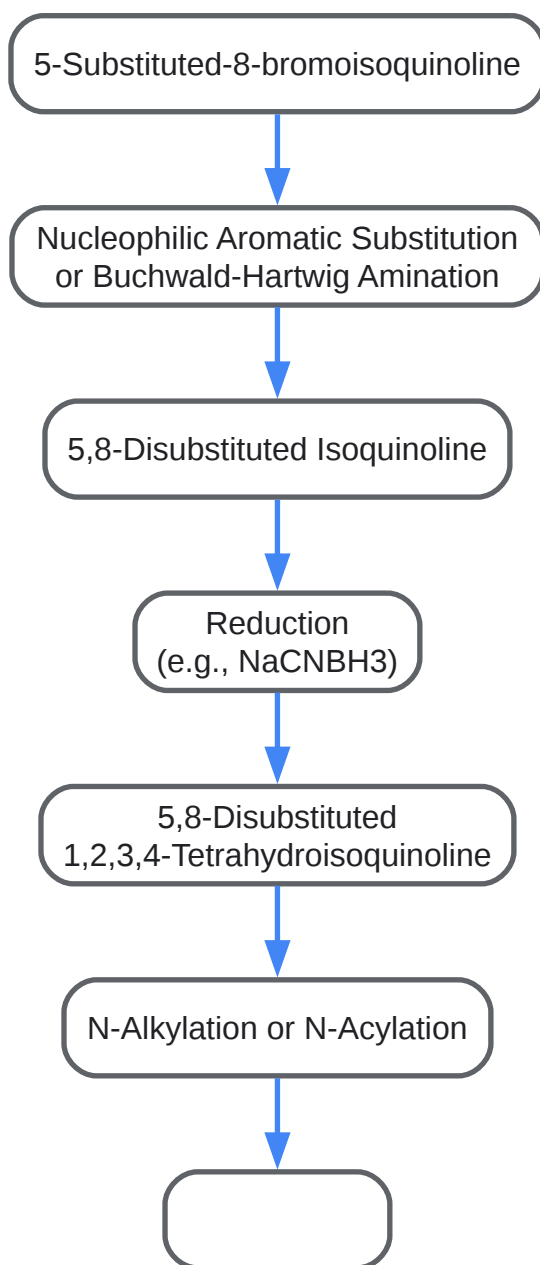 5-Substituted-8-bromoisoquinoline
Nucleophilic Aromatic Substitution
or Buchwald-Hartwig Amination
5,8-Disubstituted Isoquinoline
Reduction
(e.g., NaCNBH3)
5,8-Disubstituted
1,2,3,4-Tetrahydroisoquinoline
N-Alkylation or N-Acylation